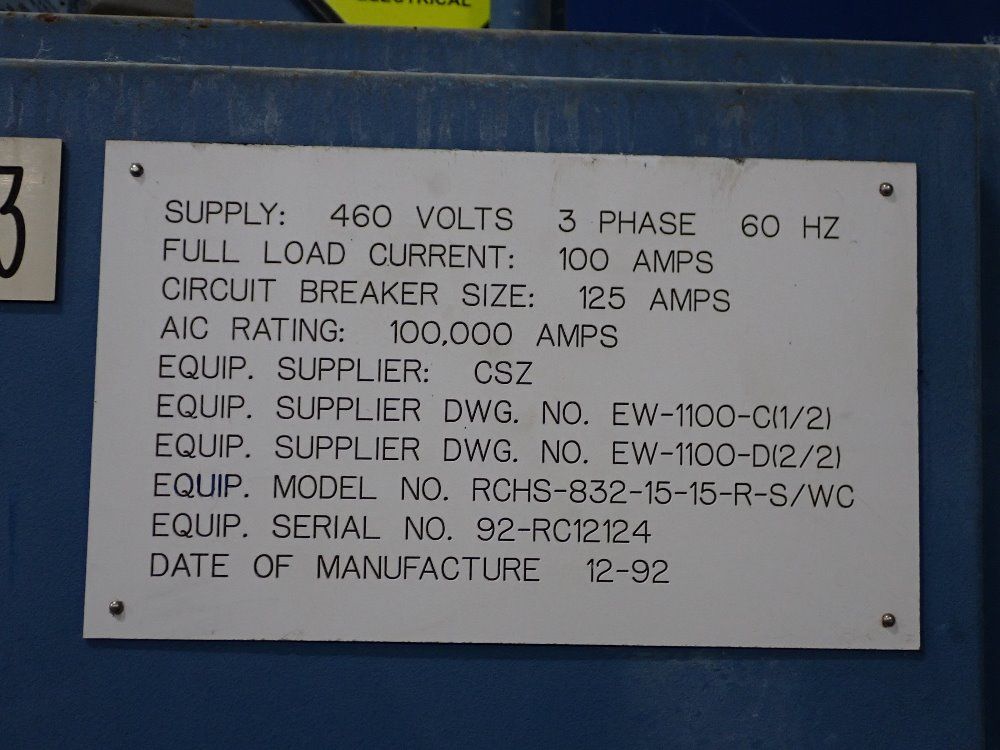 ELECTRICAL
3
SUPPLY: 460 VOLTS 3 PHASE 60 HZ
FULL LOAD CURRENT: 100 AMPS
CIRCUIT BREAKER SIZE: 125 AMPS
AIC RATING: 100,000 AMPS
EQUIP. SUPPLIER: CSZ
EQUIP. SUPPLIER DWG. NO. EW-1100-C(1/2)
EQUIP. SUPPLIER DWG. NO. EW-1100-D(2/2)
EQUIP. MODEL NO. RCHS-832-15-15-R-S/WC
EQUIP. SERIAL NO. 92-RC12124
DATE OF MANUFACTURE 12-92